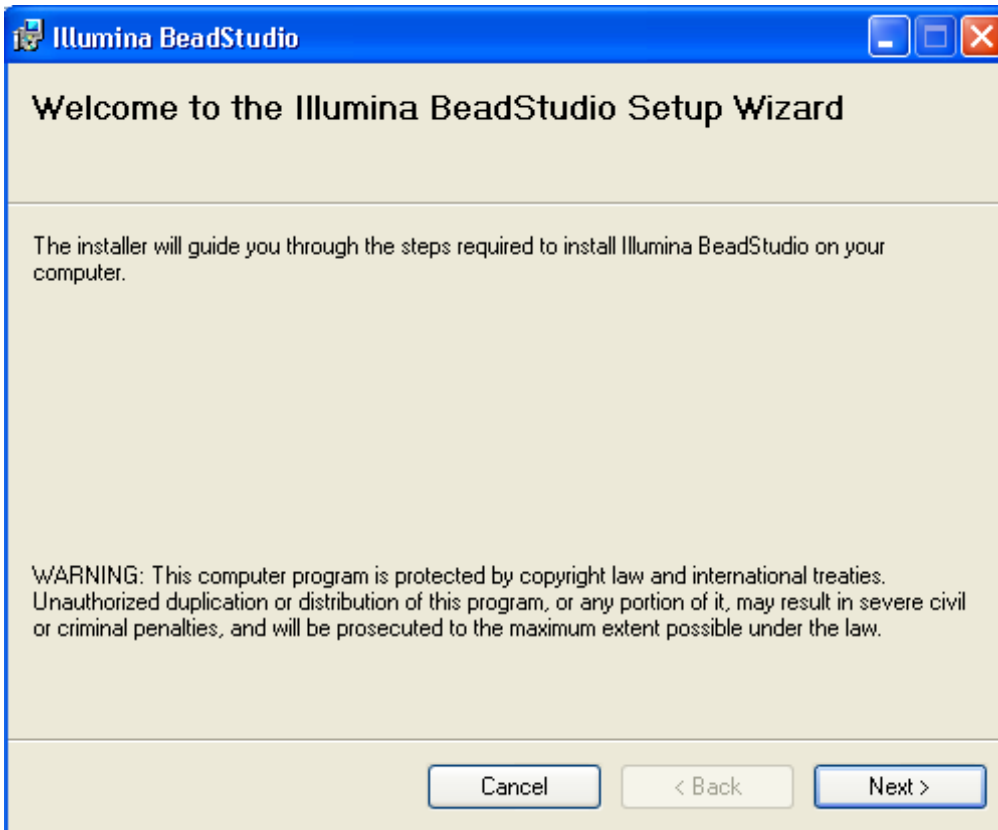 Illumina BeadStudio
Welcome to the Illumina BeadStudio Setup Wizard
The installer will guide you through the steps required to install Illumina BeadStudio on your
computer.
WARNING: This computer program is protected by copyright law and international treaties.
Unauthorized duplication or distribution of this program, or any portion of it, may result in severe civil
or criminal penalties, and will be prosecuted to the maximum extent possible under the law.
Cancel
< Back
Next >